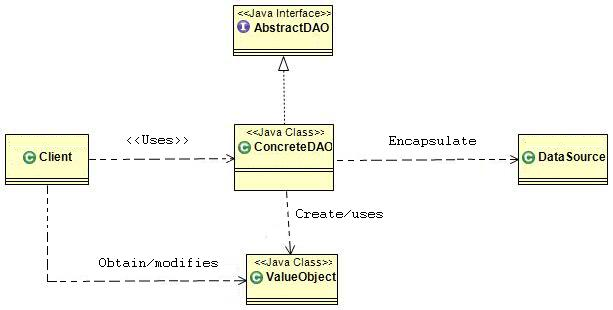 <<Java Interface>>
I AbstractDAO
<<Uses>>
<<Java Class>>
C ConcreteDAO
Encapsulate
C Client
C DataSource
Create/uses
Obtain/modifies
<<Java Class>>
C ValueObject